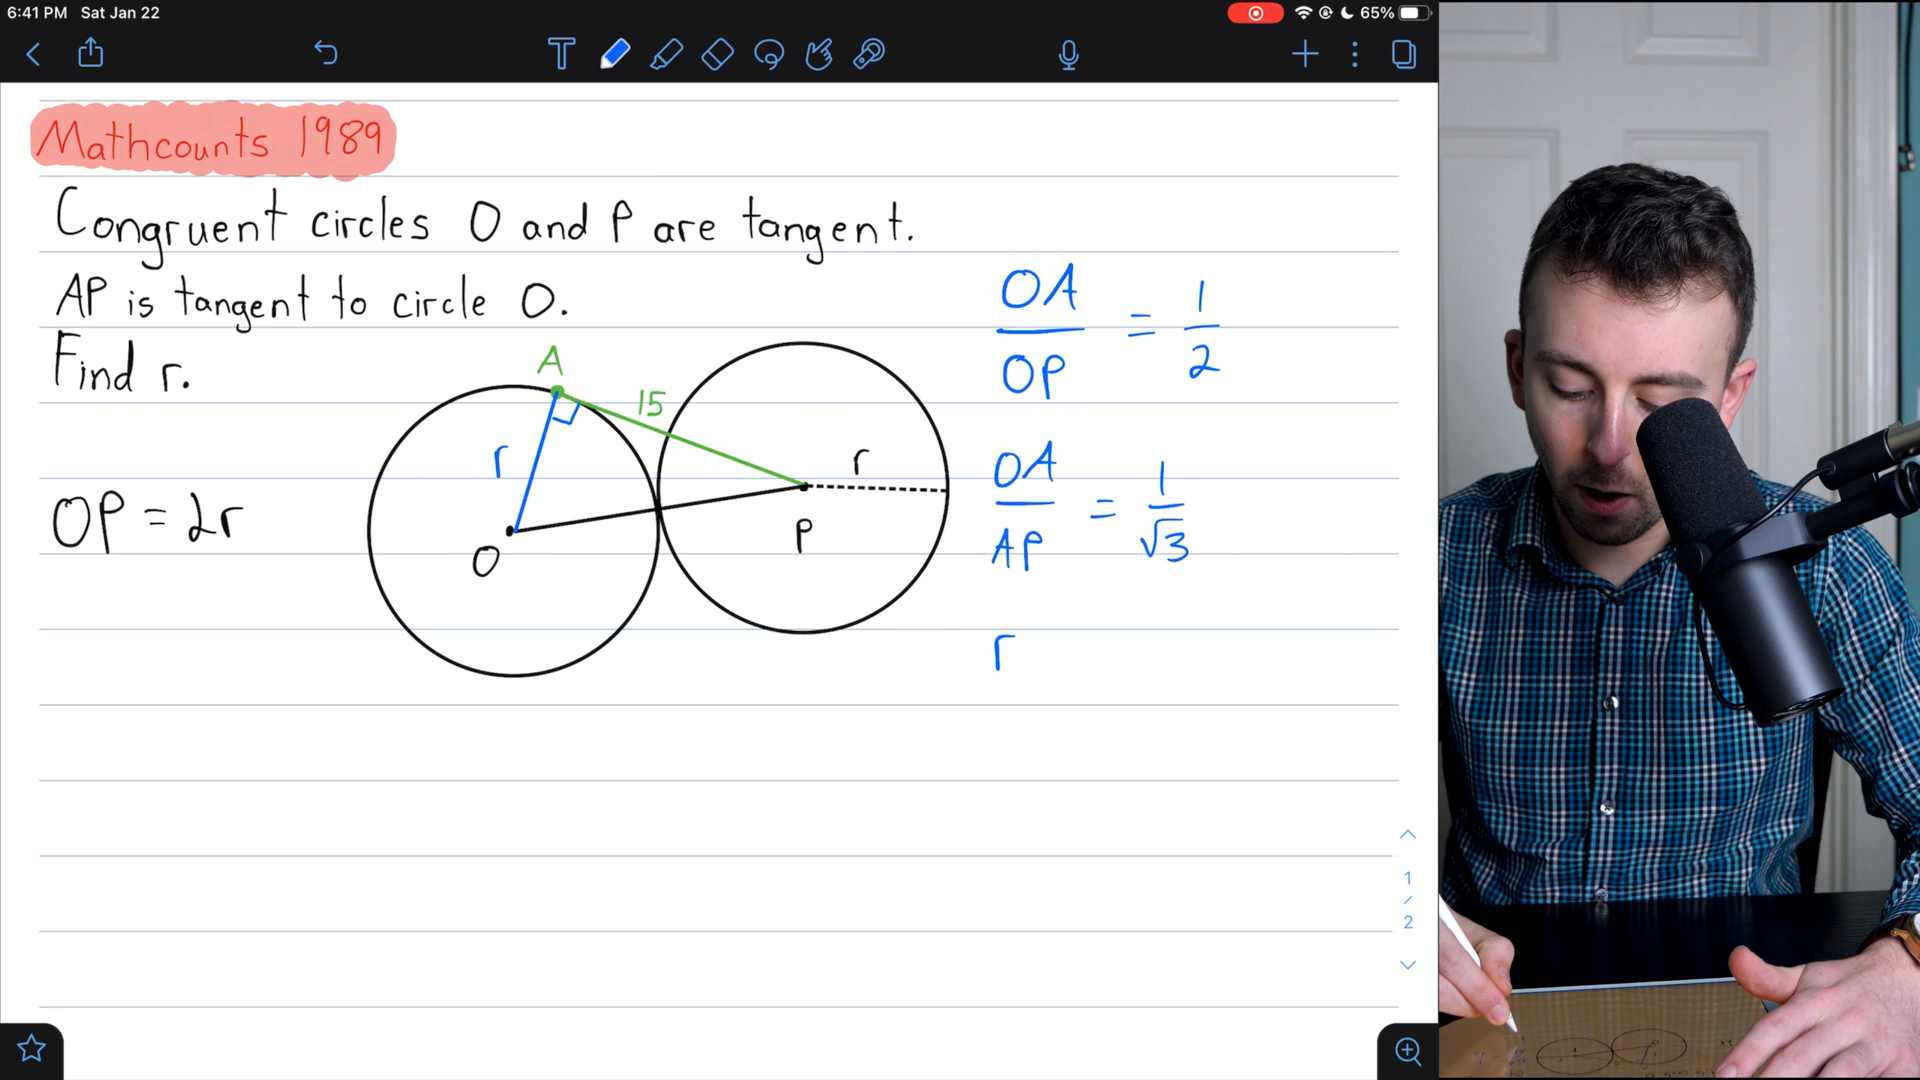 6:41 PM Sat Jan 22
65%
Mathcounts 1989
Congruent circles O and P are tangent.
AP is tangent to circle O.
Find r.
OP = 2r
A
15
r
r
O
P
OA
OP
= 1
2
OA
AP
= 1
√3
r
1
/
2